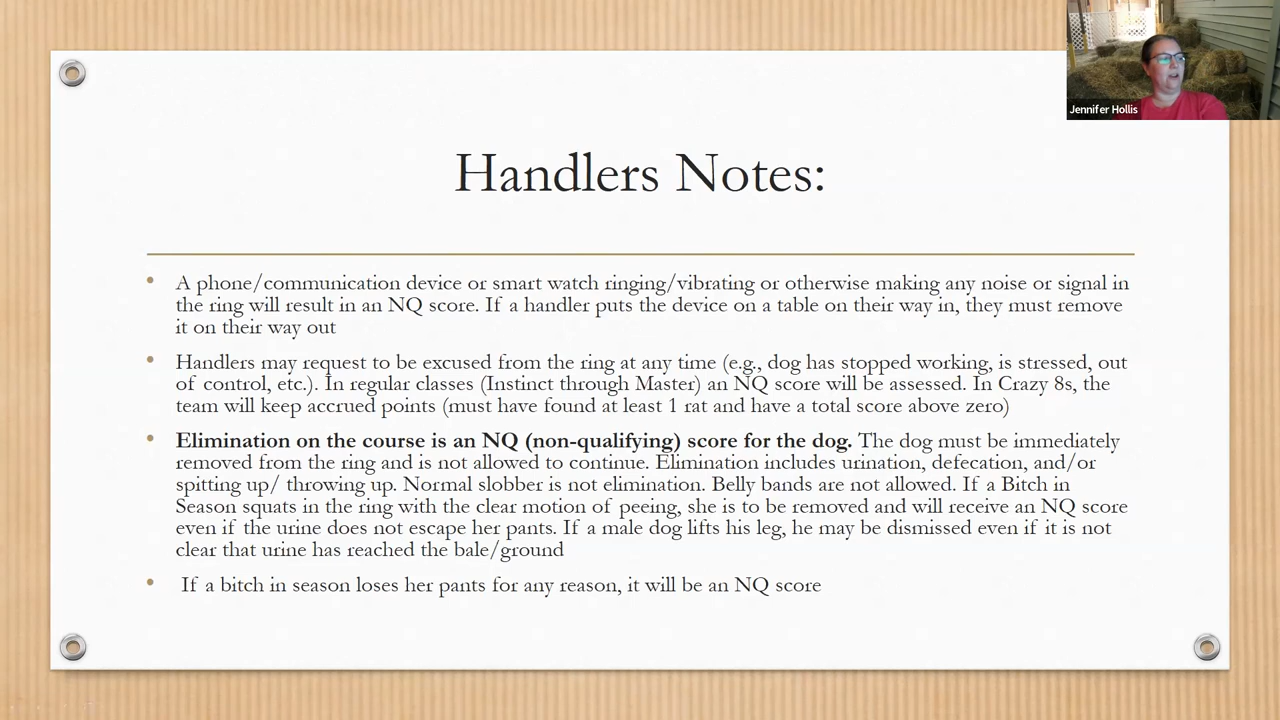 Jennifer Hollis
Handlers Notes:
• A phone/communication device or smart watch ringing/vibrating or otherwise making any noise or signal in
the ring will result in an NQ score. If a handler puts the device on a table on their way in, they must remove
it on their way out
• Handlers may request to be excused from the ring at any time (e.g., dog has stopped working, is stressed, out
of control, etc.). In regular classes (Instinct through Master) an NQ score will be assessed. In Crazy 8s, the
team will keep accrued points (must have found at least 1 rat and have a total score above zero)
• Elimination on the course is an NQ (non-qualifying) score for the dog. The dog must be immediately
removed from the ring and is not allowed to continue. Elimination includes urination, defecation, and/or
spitting up/ throwing up. Normal slobber is not elimination. Belly bands are not allowed. If a Bitch in
Season squats in the ring with the clear motion of peeing, she is to be removed and will receive an NQ score
even if the urine does not escape her pants. If a male dog lifts his leg, he may be dismissed even if it is not
clear that urine has reached the bale/ground
• If a bitch in season loses her pants for any reason, it will be an NQ score